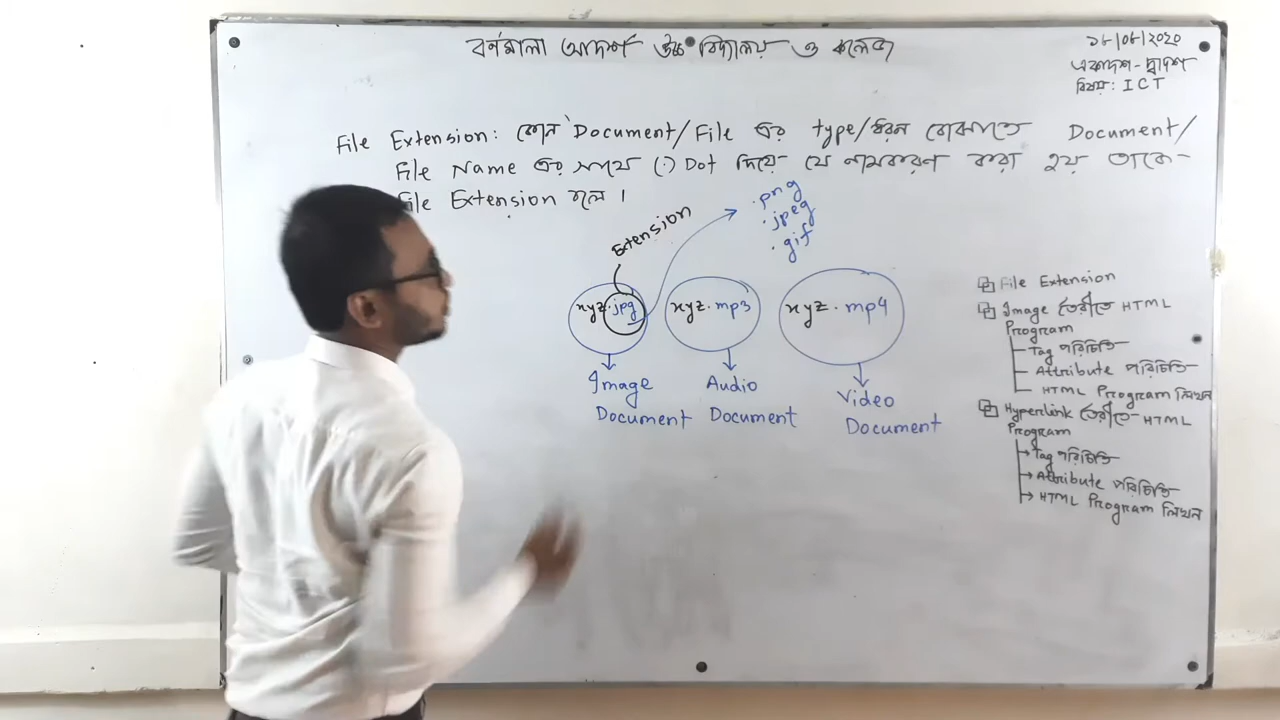 বর্ণমালা আদর্শ উচ্চ বিদ্যালয় ও কলেজ
১৮/০৮/২০২০
একাদশ-দ্বাদশ
বিষয়: ICT
File Extension: কোন Document/File এর type/ধরন বোঝাতে Document/
File Name এর সাথে (.) Dot দিয়ে যে নামকরণ করা হয় তাকে-
File Extension বলে।
Extension
.png
.jpeg
.gif
xyz.jpg
xyz.mp3
xyz.mp4
Image
Document
Audio
Document
Video
Document
File Extension
Image তৈরীতে HTML
Program
Tag পরিচিতি
Attribute পরিচিতি
HTML Program লিখন
Hyperlink তৈরীতে HTML
Program
Tag পরিচিতি
Attribute পরিচিতি
HTML Program লিখন